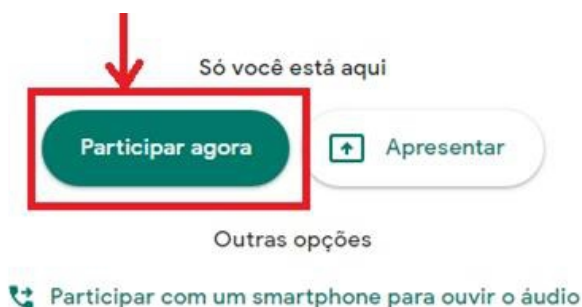 Só você está aqui
Participar agora
Apresentar
Outras opções
Participar com um smartphone para ouvir o áudio